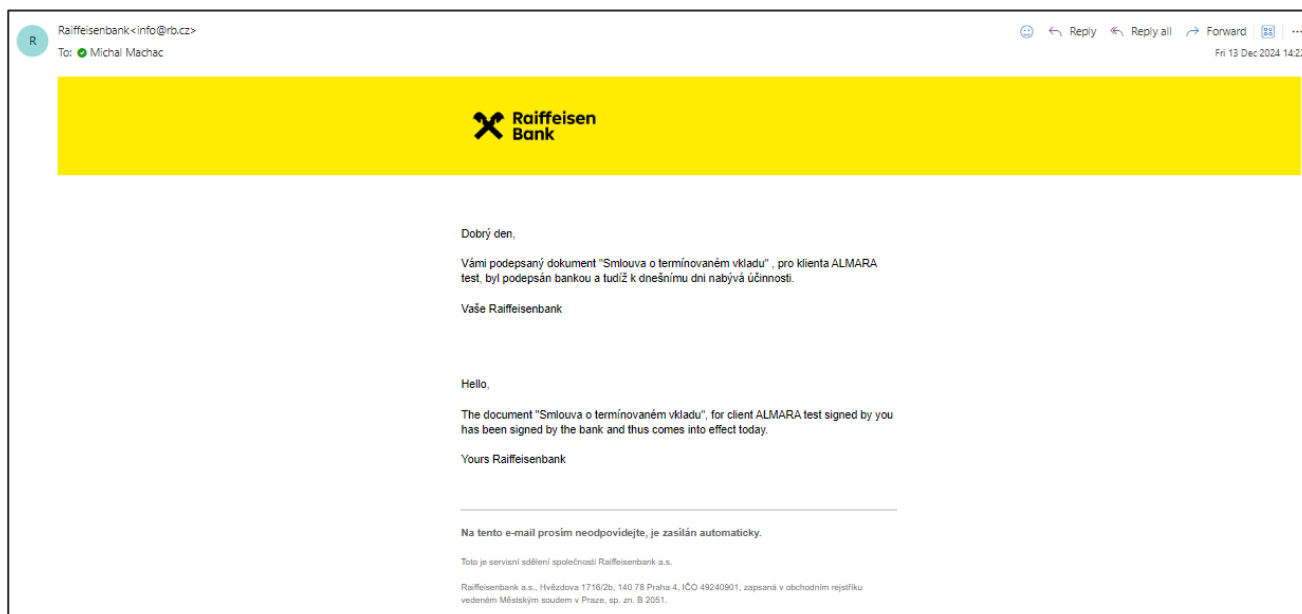 R
Raiffeisenbank<info@rb.cz>
To: Michal Machac
Reply Reply all Forward
Fri 13 Dec 2024 14:22
Raiffeisen
Bank
Dobrý den,
Vámi podepsaný dokument "Smlouva o termínovaném vkladu" , pro klienta ALMARA
test, byl podepsán bankou a tudíž k dnešnímu dni nabývá účinnosti.
Vaše Raiffeisenbank
Hello,
The document "Smlouva o termínovaném vkladu", for client ALMARA test signed by you
has been signed by the bank and thus comes into effect today.
Yours Raiffeisenbank
Na tento e-mail prosím neodpovídejte, je zasílán automaticky.
Toto je servisní sdělení společnosti Raiffeisenbank a.s.
Raiffeisenbank a.s., Hvězdova 1716/2b, 140 78 Praha 4, IČO 49240901, zapsaná v obchodním rejstříku
vedeném Městským soudem v Praze, sp. zn. B 2051.